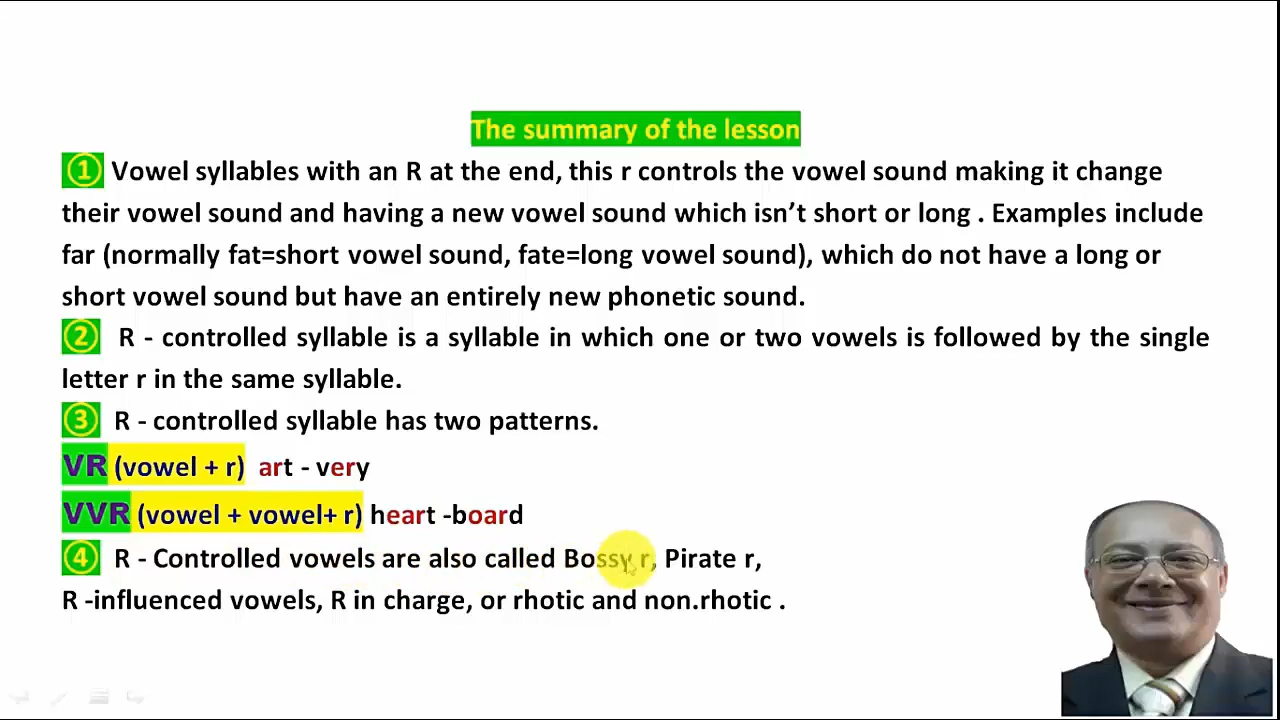 The summary of the lesson
① Vowel syllables with an R at the end, this r controls the vowel sound making it change
their vowel sound and having a new vowel sound which isn't short or long . Examples include
far (normally fat=short vowel sound, fate=long vowel sound), which do not have a long or
short vowel sound but have an entirely new phonetic sound.
② R - controlled syllable is a syllable in which one or two vowels is followed by the single
letter r in the same syllable.
③ R - controlled syllable has two patterns.
VR (vowel + r) art - very
VVR (vowel + vowel+ r) heart -board
④ R - Controlled vowels are also called Bossy r, Pirate r,
R -influenced vowels, R in charge, or rhotic and non.rhotic .